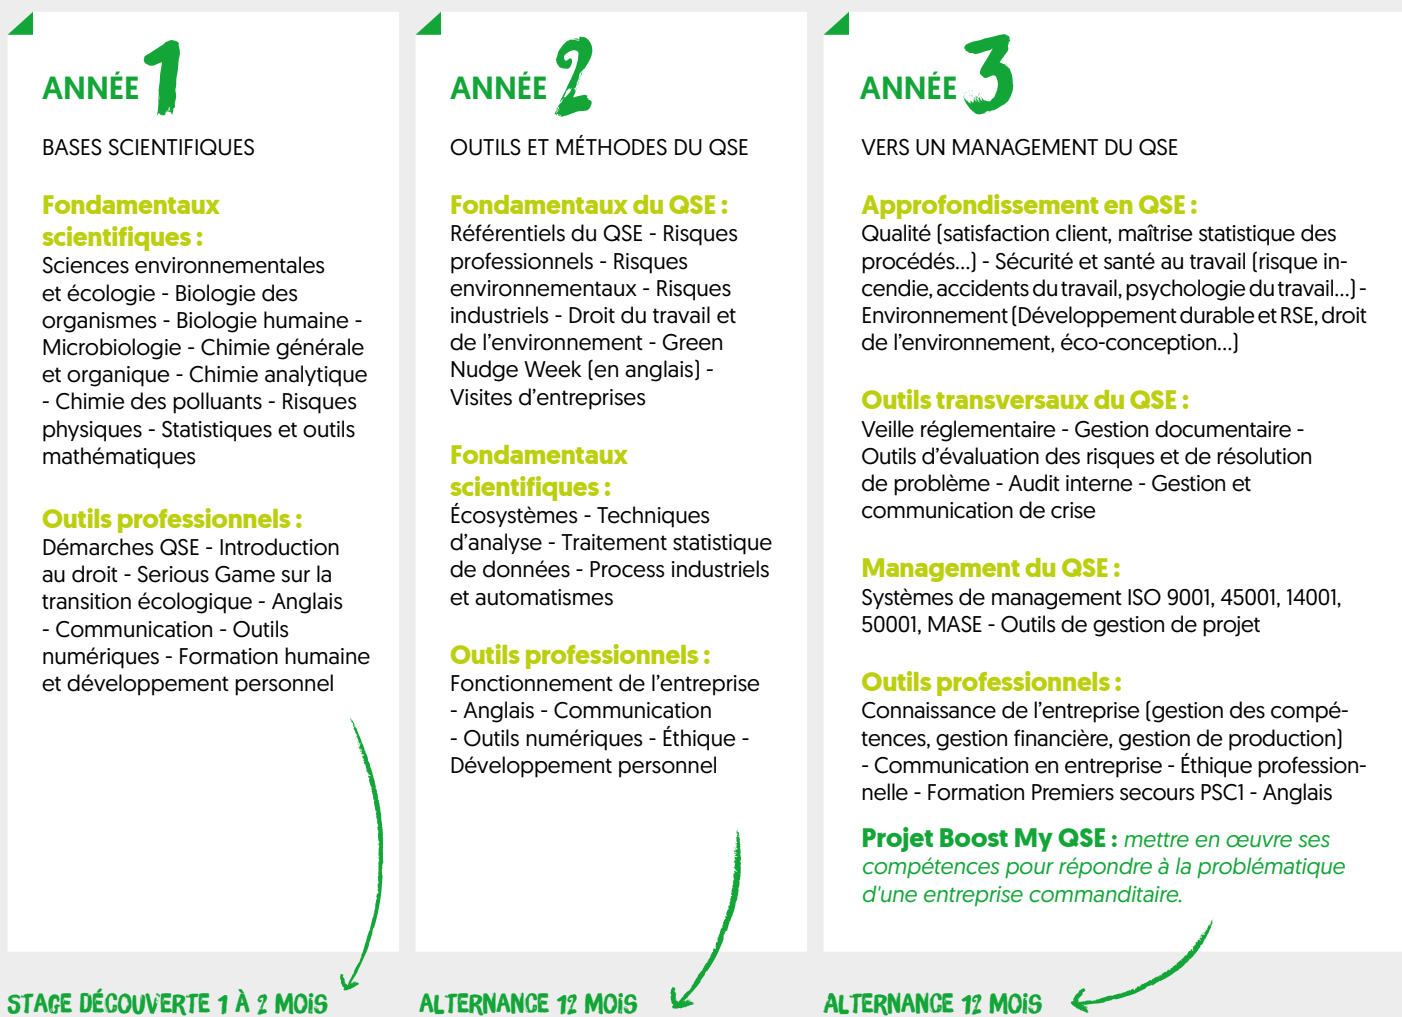 ANNÉE 1
BASES SCIENTIFIQUES
Fondamentaux
scientifiques :
Sciences environnementales
et écologie - Biologie des
organismes - Biologie humaine -
Microbiologie - Chimie générale
et organique - Chimie analytique
- Chimie des polluants - Risques
physiques - Statistiques et outils
mathématiques
Outils professionnels :
Démarches QSE - Introduction
au droit - Serious Game sur la
transition écologique - Anglais
- Communication - Outils
numériques - Formation humaine
et développement personnel
STAGE DÉCOUVERTE 1 À 2 MOIS
ANNÉE 2
OUTILS ET MÉTHODES DU QSE
Fondamentaux du QSE :
Référentiels du QSE - Risques
professionnels - Risques
environnementaux - Risques
industriels - Droit du travail et
de l'environnement - Green
Nudge Week (en anglais) -
Visites d'entreprises
Fondamentaux
scientifiques :
Écosystèmes - Techniques
d'analyse - Traitement statistique
de données - Process industriels
et automatismes
Outils professionnels :
Fonctionnement de l'entreprise
- Anglais - Communication
- Outils numériques - Éthique -
Développement personnel
ALTERNANCE 12 MOIS
ANNÉE 3
VERS UN MANAGEMENT DU QSE
Approfondissement en QSE :
Qualité (satisfaction client, maîtrise statistique des
procédés...) - Sécurité et santé au travail (risque in-
cendie, accidents du travail, psychologie du travail...) -
Environnement (Développement durable et RSE, droit
de l'environnement, éco-conception...)
Outils transversaux du QSE :
Veille réglementaire - Gestion documentaire -
Outils d'évaluation des risques et de résolution
de problème - Audit interne - Gestion et
communication de crise
Management du QSE :
Systèmes de management ISO 9001, 45001, 14001,
50001, MASE - Outils de gestion de projet
Outils professionnels :
Connaissance de l'entreprise (gestion des compé-
tences, gestion financière, gestion de production)
- Communication en entreprise - Éthique profession-
nelle - Formation Premiers secours PSC1 - Anglais
Projet Boost My QSE : mettre en œuvre ses
compétences pour répondre à la problématique
d'une entreprise commanditaire.
ALTERNANCE 12 MOIS